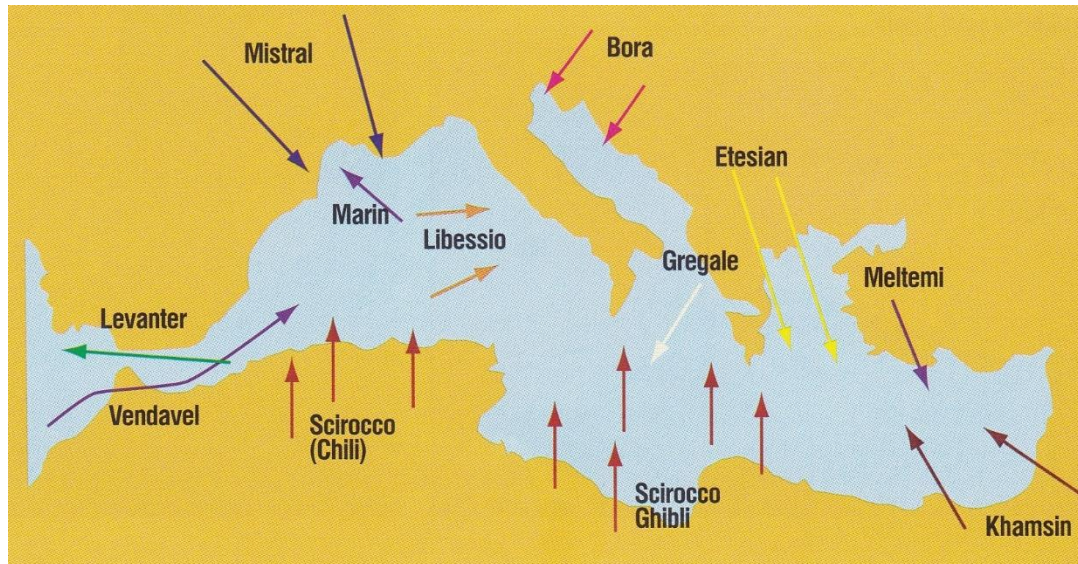 Mistral
Bora
Etesian
Marin
Libessio
Gregale
Meltemi
Levanter
Vendavel
Scirocco
(Chili)
Scirocco
Ghibli
Khamsin